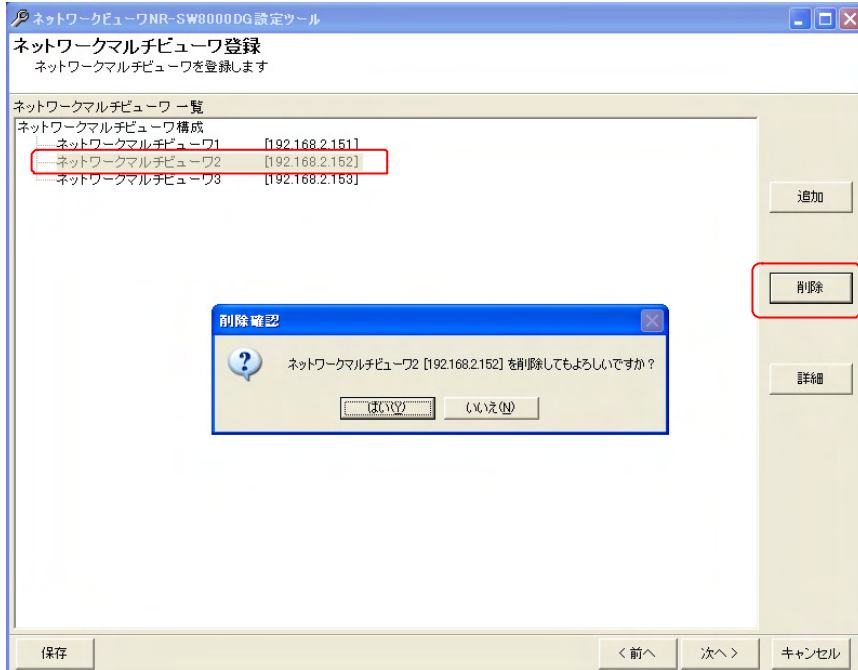 ネットワークビューワNR-SW8000DG設定ツール
ネットワークマルチビューワ登録
ネットワークマルチビューワを登録します
ネットワークマルチビューワ 一覧
ネットワークマルチビューワ構成
ネットワークマルチビューワ1 [192.168.2.151]
ネットワークマルチビューワ2 [192.168.2.152]
ネットワークマルチビューワ3 [192.168.2.153]
追加
削除
詳細
削除確認
ネットワークマルチビューワ2 [192.168.2.152] を削除してもよろしいですか?
はい(Y) いいえ(N)
保存 <前へ 次へ> キャンセル